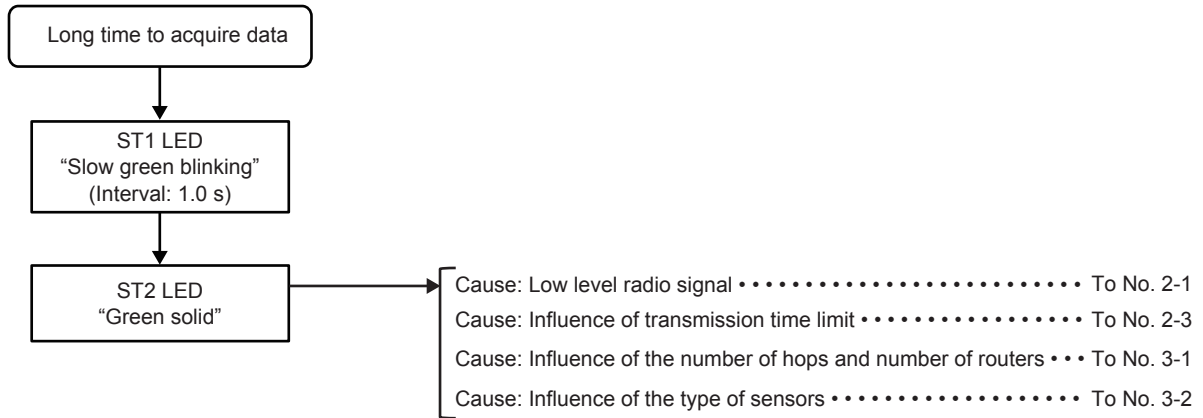 Long time to acquire data
ST1 LED
“Slow green blinking”
(Interval: 1.0 s)
ST2 LED
“Green solid”
Cause: Low level radio signal • • • • • • • • • • • • • • • • • • • • • • • • • • To No. 2-1
Cause: Influence of transmission time limit • • • • • • • • • • • • • • • • • To No. 2-3
Cause: Influence of the number of hops and number of routers • • • To No. 3-1
Cause: Influence of the type of sensors • • • • • • • • • • • • • • • • • • • To No. 3-2